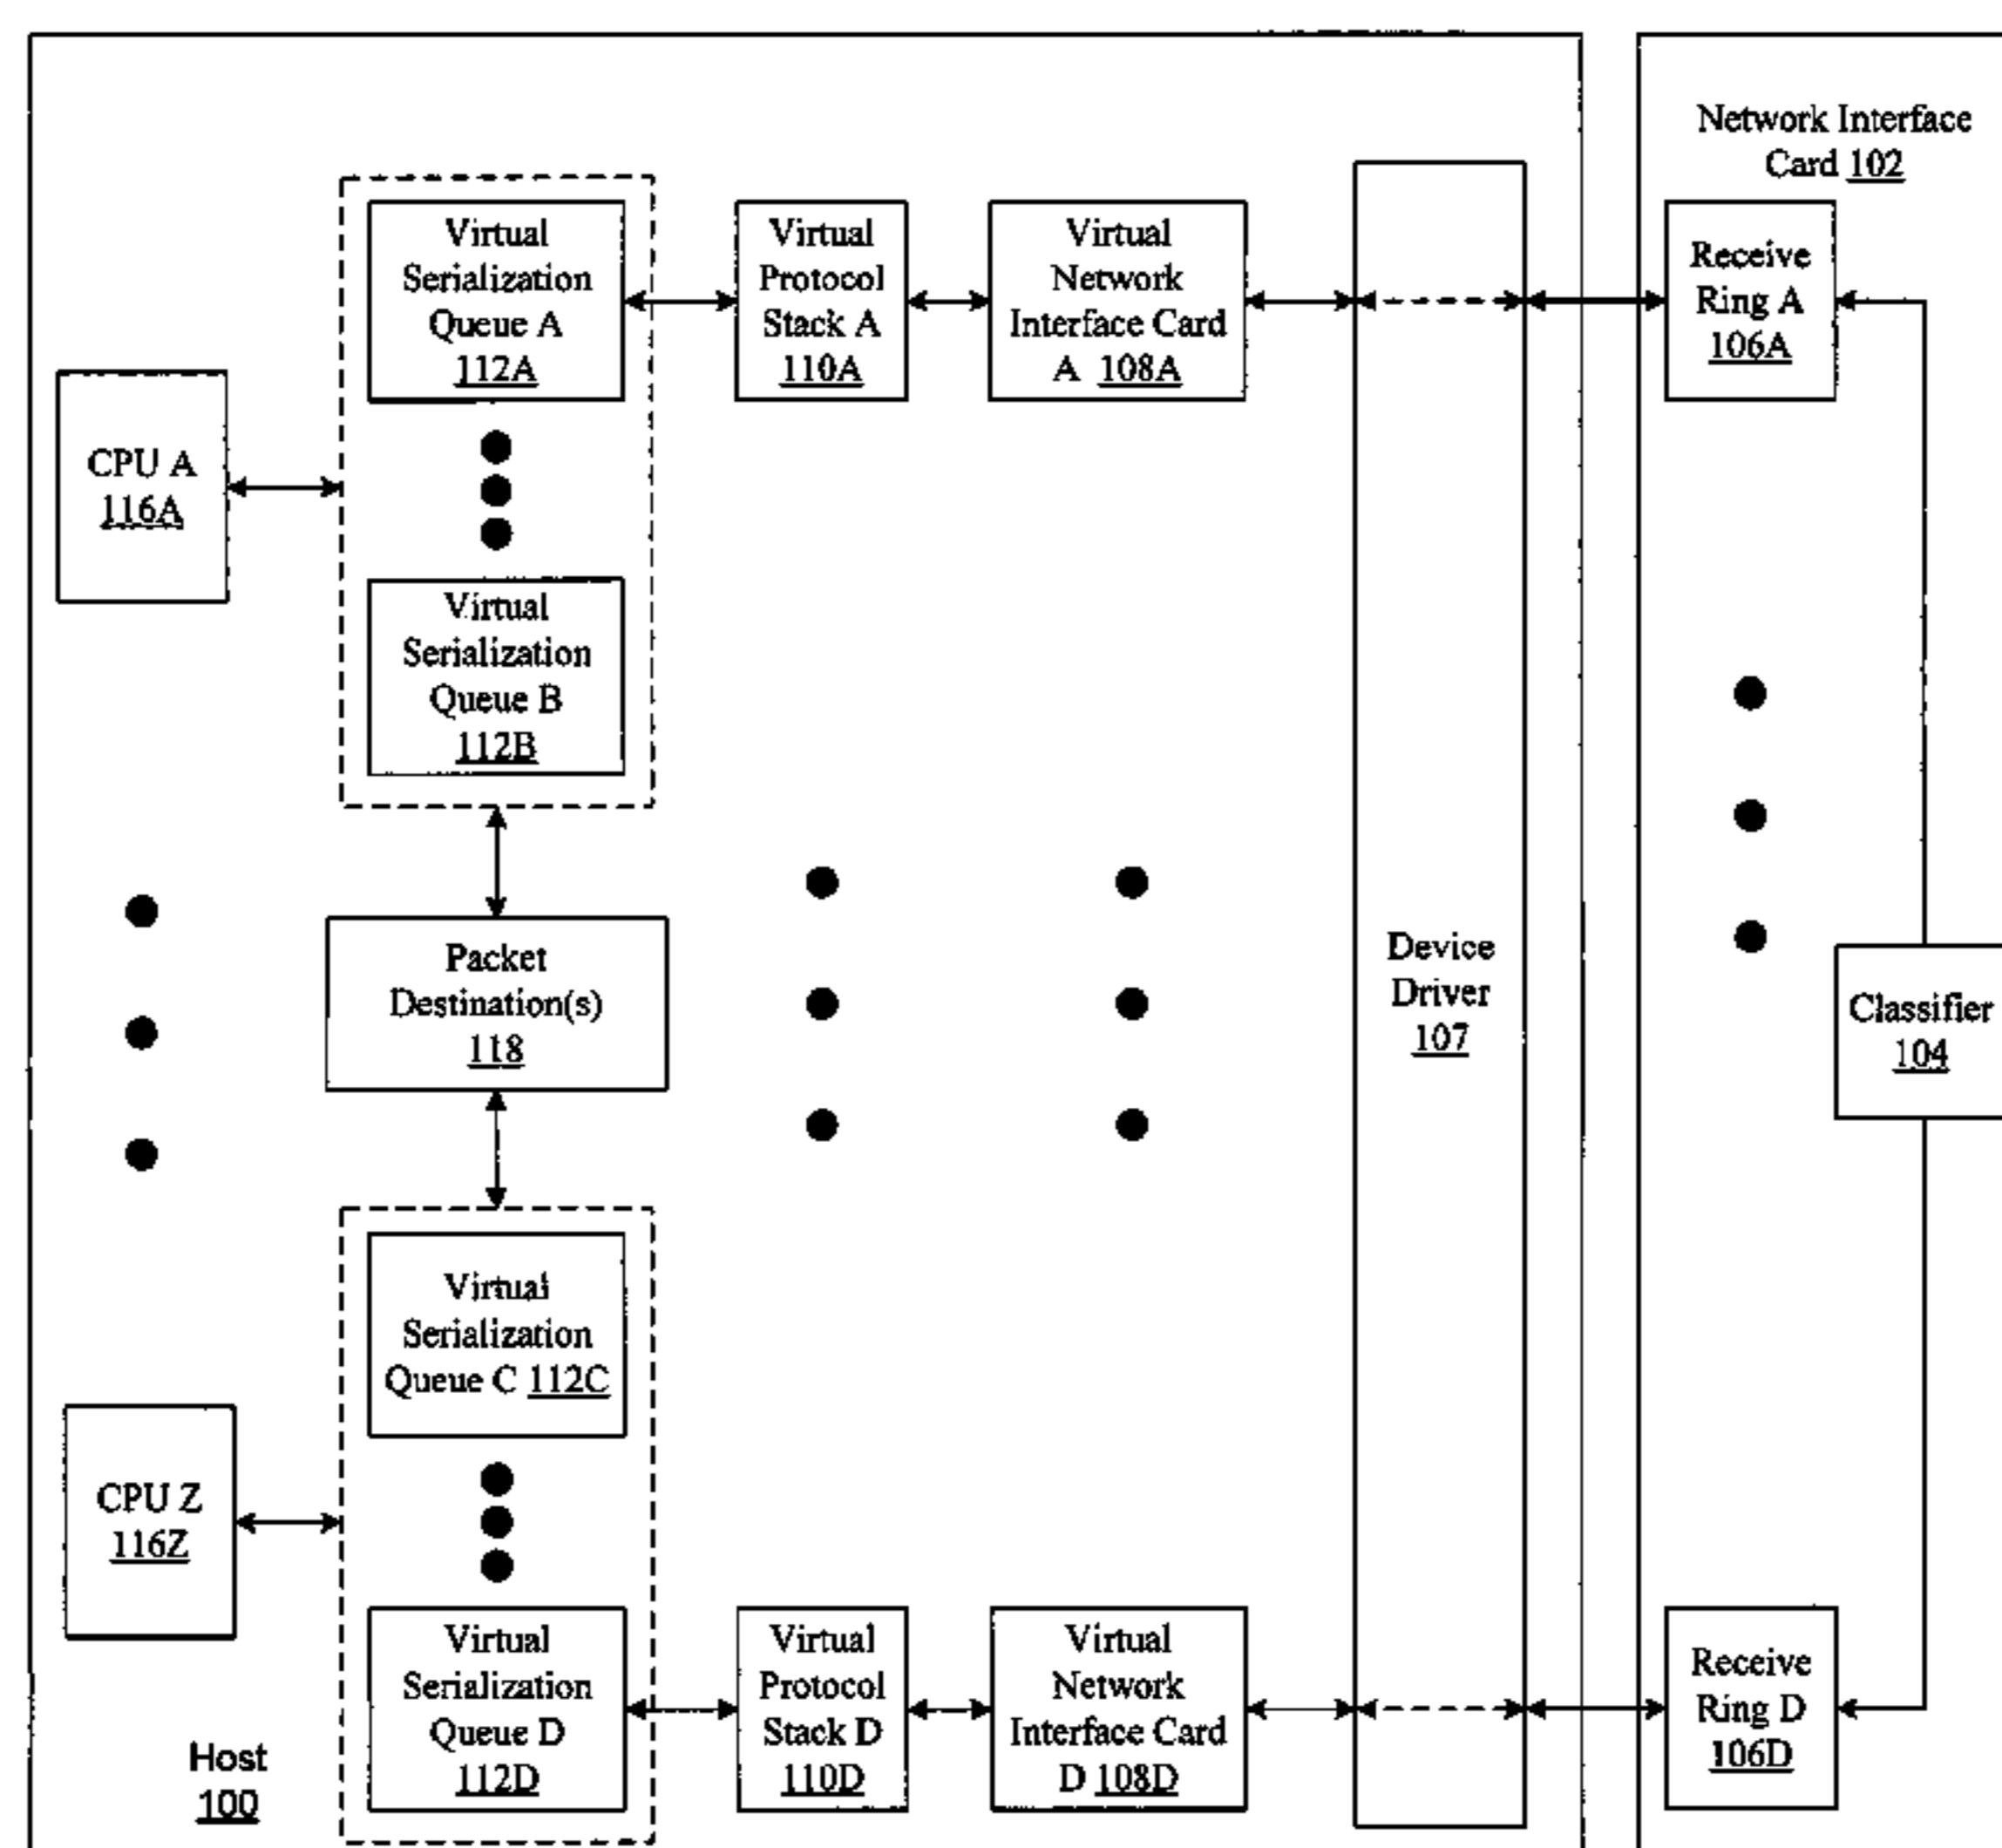 Network Interface
Card 102
Virtual
Serialization
Queue A
112A
Virtual
Protocol
Stack A
110A
Virtual
Network
Interface Card
A 108A
Receive
Ring A
106A
CPU A
116A
Virtual
Serialization
Queue B
112B
Packet
Destination(s)
118
Device
Driver
107
Classifier
104
Virtual
Serialization
Queue C 112C
CPU Z
116Z
Virtual
Serialization
Queue D
112D
Virtual
Protocol
Stack D
110D
Virtual
Network
Interface Card
D 108D
Receive
Ring D
106D
Host
100